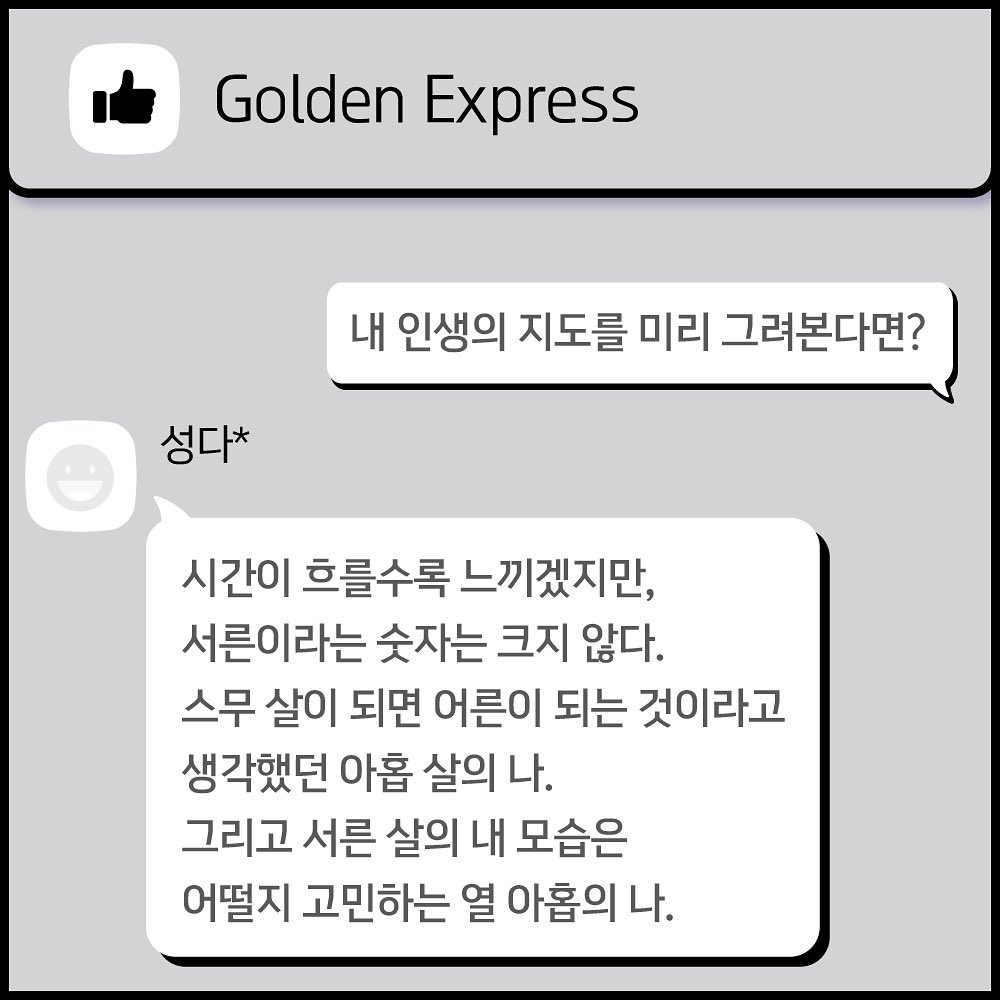 Golden Express
내 인생의 지도를 미리 그려본다면?
성다*
시간이 흐를수록 느끼겠지만,
서른이라는 숫자는 크지 않다.
스무 살이 되면 어른이 되는 것이라고
생각했던 아홉 살의 나.
그리고 서른 살의 내 모습은
어떨지 고민하는 열 아홉의 나.